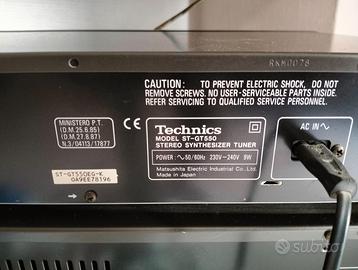 RKM0078
CAUTION: TO PREVENT ELECTRIC SHOCK, DO NOT
REMOVE SCREWS. NO USER-SERVICEABLE PARTS INSIDE.
REFER SERVICING TO QUALIFIED SERVICE PERSONNEL.
MINISTERO P.T.
(D.M.25.6.85)
(D.M.27.8.87)
N.3/04113/17877
CE
Technics
MODEL ST-GT550
STEREO SYNTHESIZER TUNER
POWER: ∿50/60Hz 230V-240V 9W
Matsushita Electric Industrial Co., Ltd.
Made in Japan
AC IN∿
ST-GT550EG-K
0A9EE78196
subito